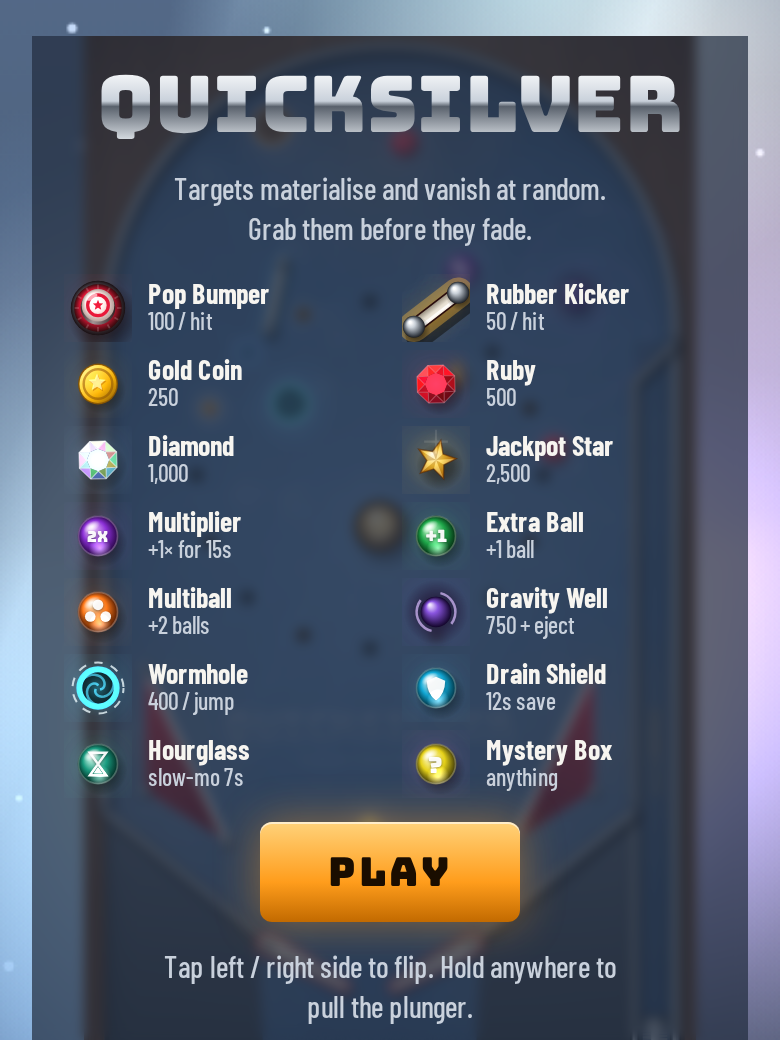 QUICKSILVER
Targets materialise and vanish at random.
Grab them before they fade.
Pop Bumper
100 / hit
Rubber Kicker
50 / hit
Gold Coin
250
Ruby
500
Diamond
1,000
Jackpot Star
2,500
2X
Multiplier
+1× for 15s
+1
Extra Ball
+1 ball
Multiball
+2 balls
Gravity Well
750 + eject
Wormhole
400 / jump
Drain Shield
12s save
Hourglass
slow-mo 7s
?
Mystery Box
anything
PLAY
Tap left / right side to flip. Hold anywhere to
pull the plunger.